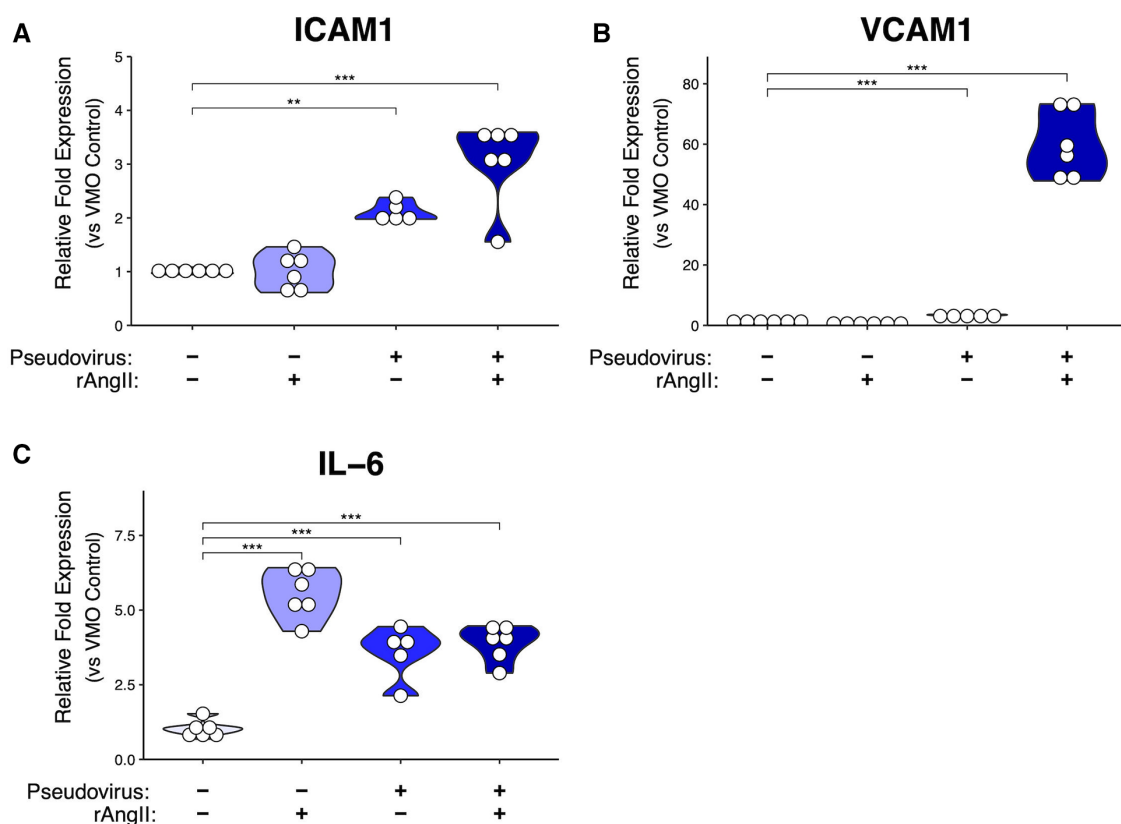 A
ICAM1
Relative Fold Expression
(vs VMO Control)
5
4
3
2
1
0
***
**
Pseudovirus: − − + +
rAngII: − + − +
B
VCAM1
Relative Fold Expression
(vs VMO Control)
80
60
40
20
0
***
***
Pseudovirus: − − + +
rAngII: − + − +
C
IL−6
Relative Fold Expression
(vs VMO Control)
7.5
5.0
2.5
0.0
***
***
***
Pseudovirus: − − + +
rAngII: − + − +